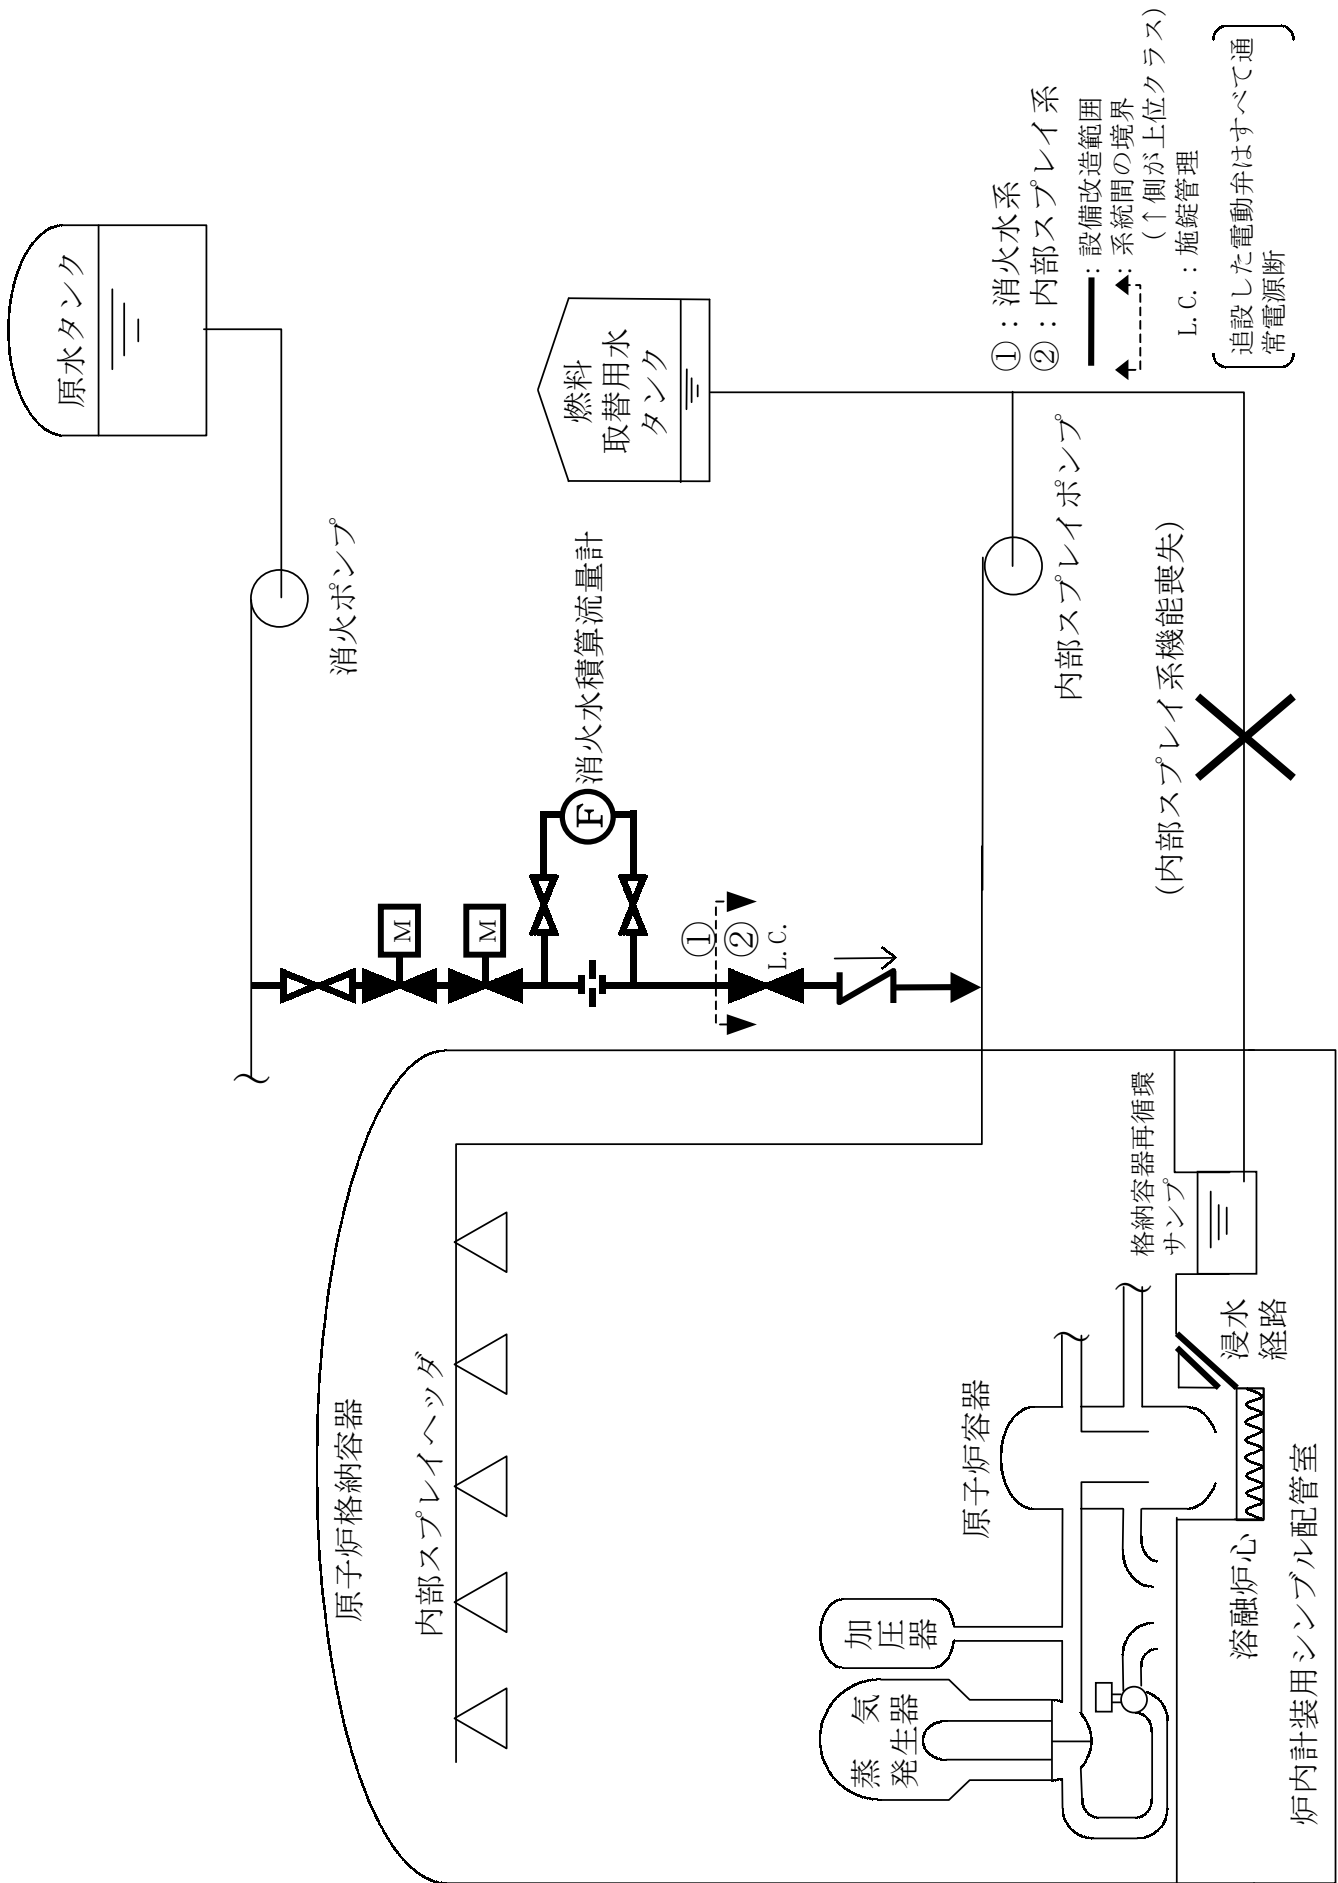 原水タンク
消火ポンプ
燃料
取替用水
タンク
消火水積算流量計
F
M
M
①
②
L.C.
内部スプレイポンプ
(内部スプレイ系機能喪失)
原子炉格納容器
内部スプレイヘッダ
格納容器再循環
サンプ
原子炉容器
浸水
経路
加
圧
器
蒸気
発生器
溶融炉心
炉内計装用シンブル配管室
①：消火水系
②：内部スプレイ系
：設備改造範囲
：系統間の境界
(↑側が上位クラス)
L.C.：施錠管理
追設した電動弁はすべて通
常電源断